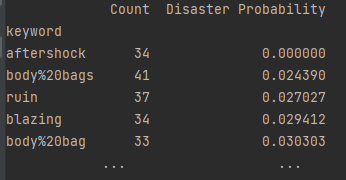 Count Disaster Probability
keyword
aftershock 34 0.000000
body%20bags 41 0.024390
ruin 37 0.027027
blazing 34 0.029412
body%20bag 33 0.030303
... ...